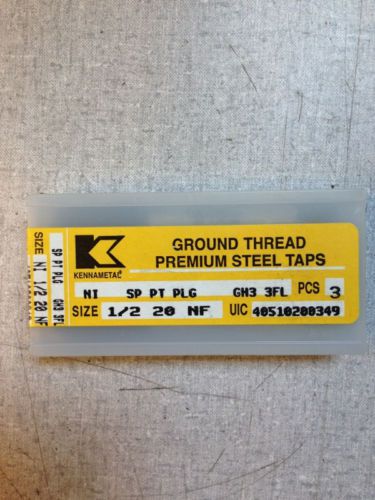 KENNAMETAL
GROUND THREAD
PREMIUM STEEL TAPS
NI SP PT PLG GH3 3FL PCS 3
SIZE 1/2 20 NF UIC 40510200349
SP PT PLG GH3 3FL
SIZE NI 1/2 20 NF